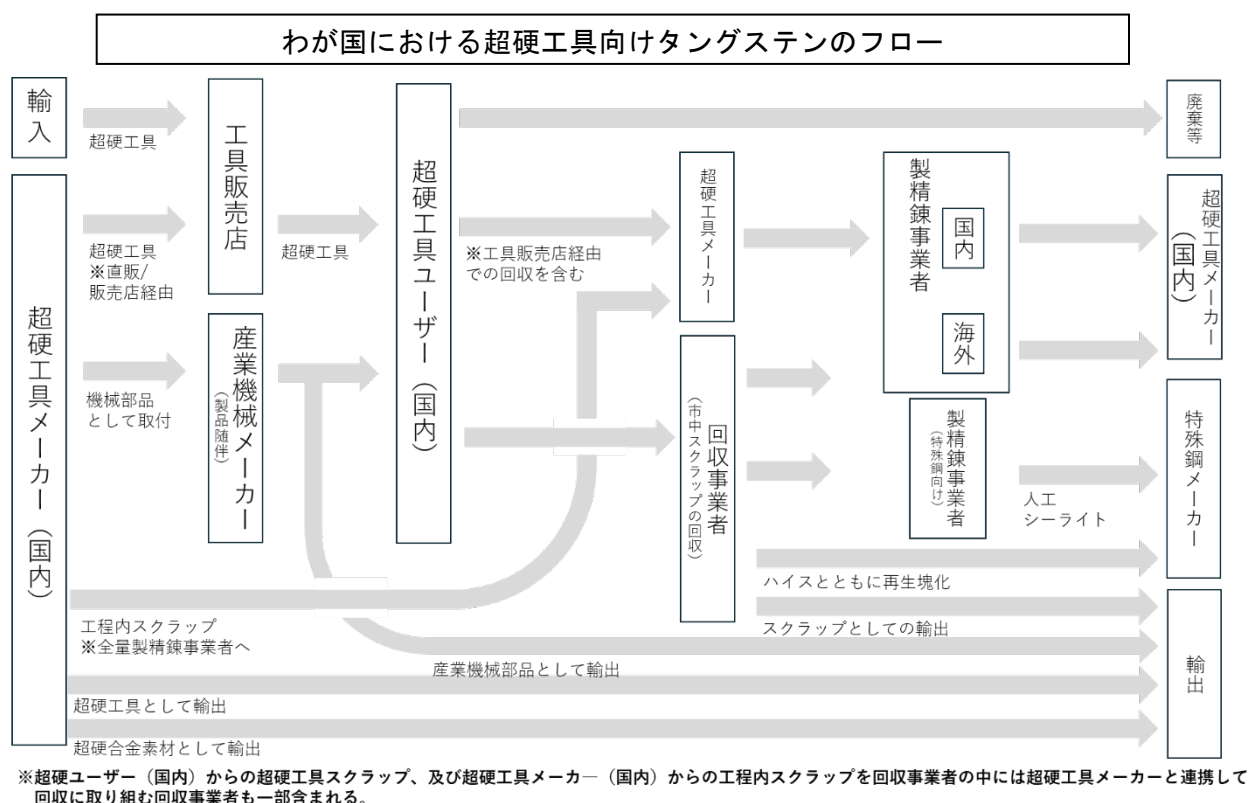 わが国における超硬工具向けタングステンのフロー
輸入
超硬工具
超硬工具メーカー（国内）
超硬工具
※直販/
販売店経由
機械部品
として取付
工具販売店
産業機械メーカー
（製品随伴）
超硬工具
超硬工具ユーザー（国内）
※工具販売店経由
での回収を含む
超硬工具メーカー
回収事業者
（市中スクラップの回収）
製精錬事業者
国内
海外
製精錬事業者
（特殊鋼向け）
人工
シーライト
廃棄等
超硬工具メーカー
（国内）
特殊鋼メーカー
輸出
ハイスとともに再生塊化
スクラップとしての輸出
工程内スクラップ
※全量製精錬事業者へ
産業機械部品として輸出
超硬工具として輸出
超硬合金素材として輸出
※超硬ユーザー（国内）からの超硬工具スクラップ、及び超硬工具メーカ―（国内）からの工程内スクラップを回収事業者の中には超硬工具メーカーと連携して
回収に取り組む回収事業者も一部含まれる。